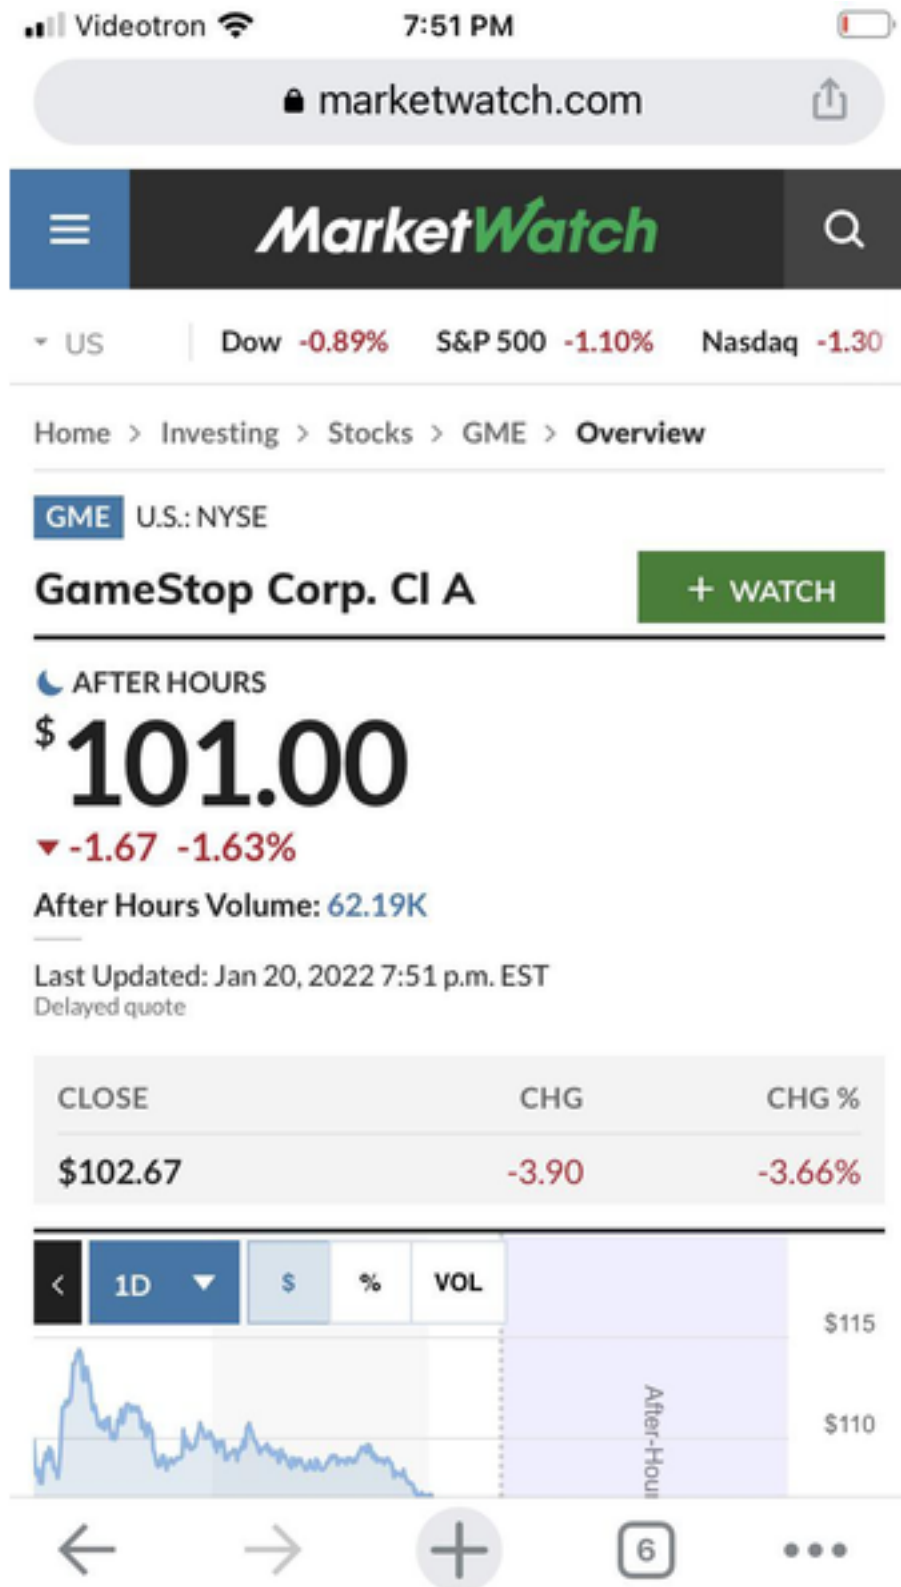 Videotron 7:51 PM
marketwatch.com
MarketWatch
US Dow -0.89% S&P 500 -1.10% Nasdaq -1.30
Home > Investing > Stocks > GME > Overview
GME U.S.: NYSE
GameStop Corp. Cl A + WATCH
AFTER HOURS
$101.00
-1.67 -1.63%
After Hours Volume: 62.19K
Last Updated: Jan 20, 2022 7:51 p.m. EST
Delayed quote
CLOSE CHG CHG %
$102.67 -3.90 -3.66%
< 1D $ % VOL
$115
$110
After-Hour
6